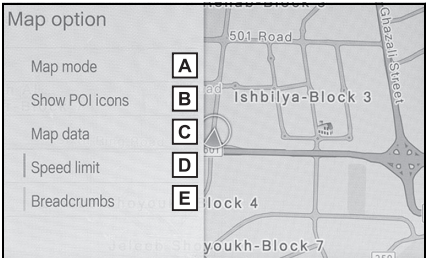 Map option
Map mode
A
Show POI icons
B
Map data
C
Speed limit
D
Breadcrumbs
E
501 Road
Ghazali Street
Ishbilya-Block 3
Block 4
youkh-Block 7